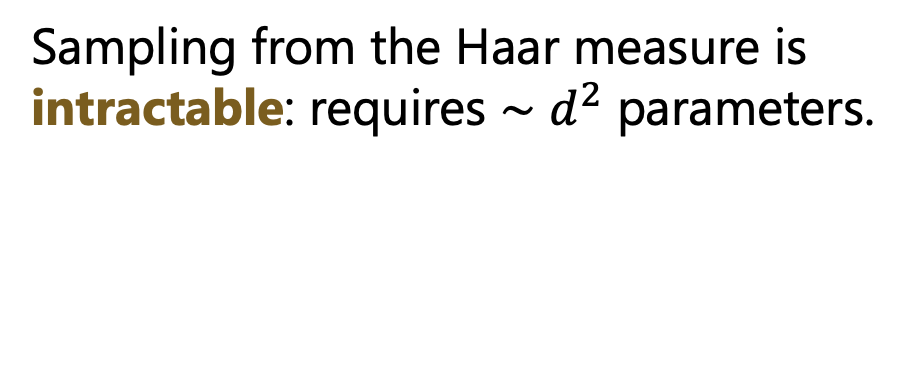 Sampling from the Haar measure is
intractable: requires ~ d² parameters.